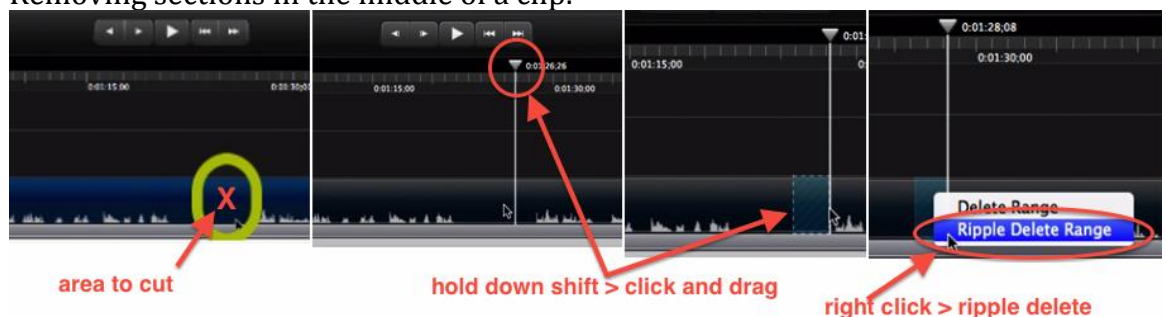 Removing sections in the middle of a clip:
0:01:15;00
0:01:30;00
X
area to cut
0:01:26;26
0:01:15;00
0:01:30;00
hold down shift > click and drag
0:01:15;00
0:01:
0:01:28;08
0:01:30;00
Delete Range
Ripple Delete Range
right click > ripple delete